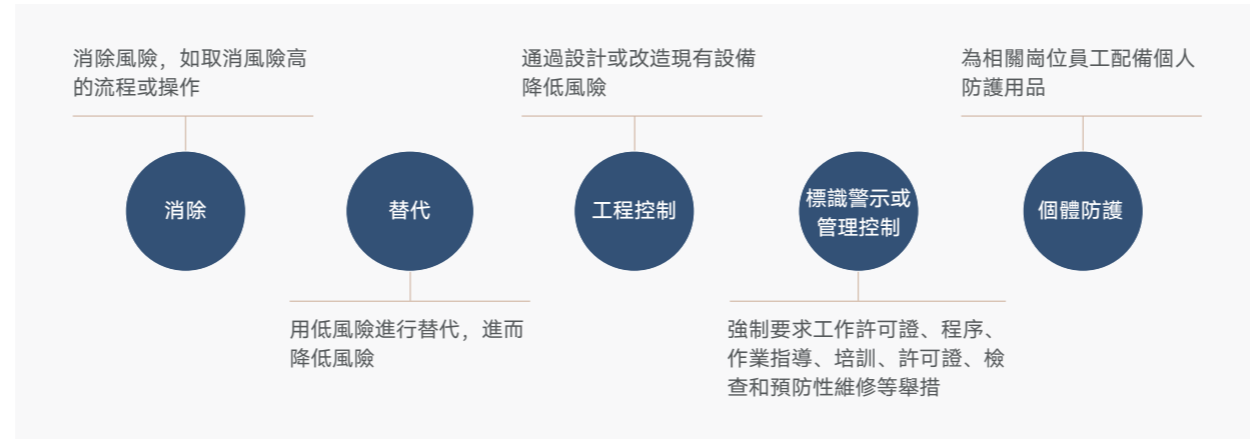 消除風險，如取消風險高
的流程或操作
通過設計或改造現有設備
降低風險
為相關崗位員工配備個人
防護用品
消除
替代
工程控制
標識警示或
管理控制
個體防護
用低風險進行替代，進而
降低風險
強制要求工作許可證、程序、
作業指導、培訓、許可證、檢
查和預防性維修等舉措